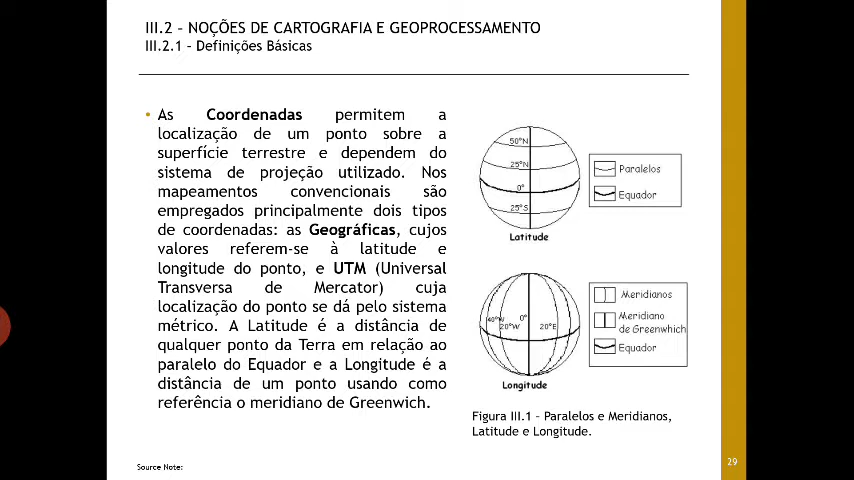 III.2 – NOÇÕES DE CARTOGRAFIA E GEOPROCESSAMENTO
III.2.1 – Definições Básicas
• As Coordenadas permitem a
localização de um ponto sobre a
superfície terrestre e dependem do
sistema de projeção utilizado. Nos
mapeamentos convencionais são
empregados principalmente dois tipos
de coordenadas: as Geográficas, cujos
valores referem-se à latitude e
longitude do ponto, e UTM (Universal
Transversa de Mercator) cuja
localização do ponto se dá pelo sistema
métrico. A Latitude é a distância de
qualquer ponto da Terra em relação ao
paralelo do Equador e a Longitude é a
distância de um ponto usando como
referência o meridiano de Greenwich.
50°N
25°N
0°
25°S
Paralelos
Equador
Latitude
40°W
20°W
0°
20°E
Meridianos
Meridiano
de Greenwhich
Equador
Longitude
Figura III.1 – Paralelos e Meridianos,
Latitude e Longitude.
Source Note:
29